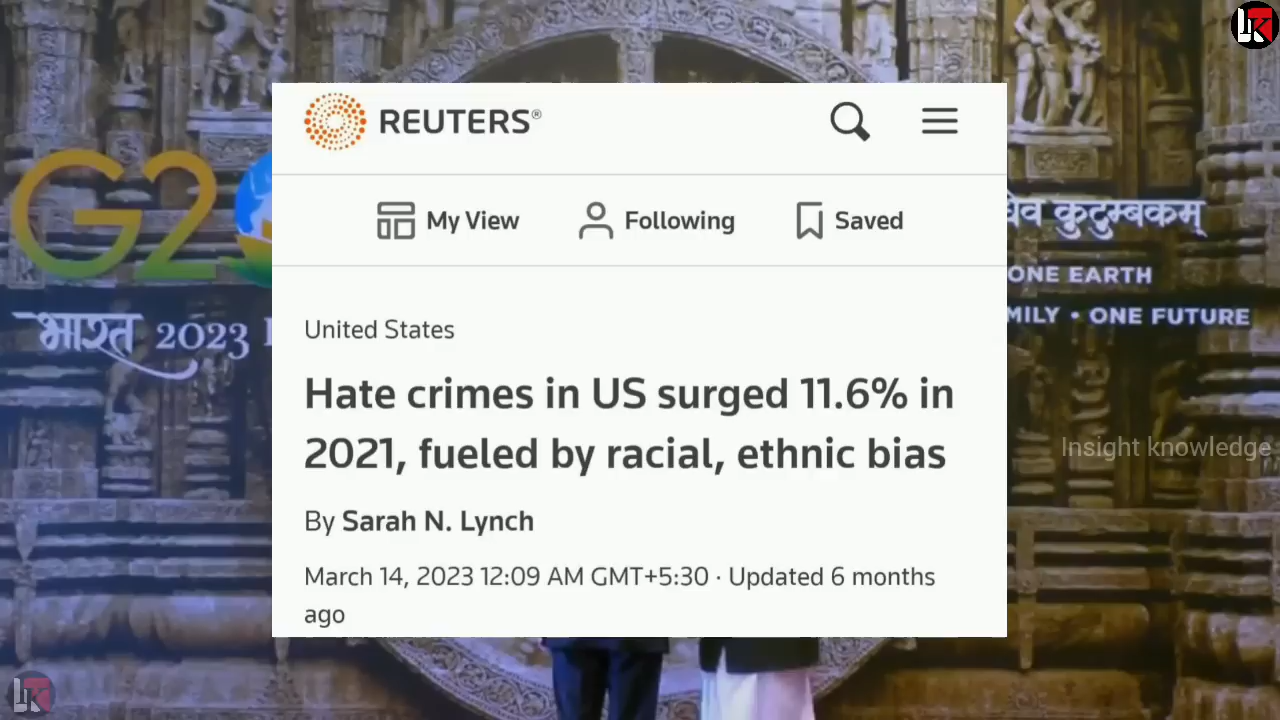 REUTERS®
My View
Following
Saved
United States
Hate crimes in US surged 11.6% in
2021, fueled by racial, ethnic bias
By Sarah N. Lynch
March 14, 2023 12:09 AM GMT+5:30 · Updated 6 months
ago
G2
भारत 2023
कुटुम्बकम्
ONE EARTH
• ONE FUTURE
Insight knowledge